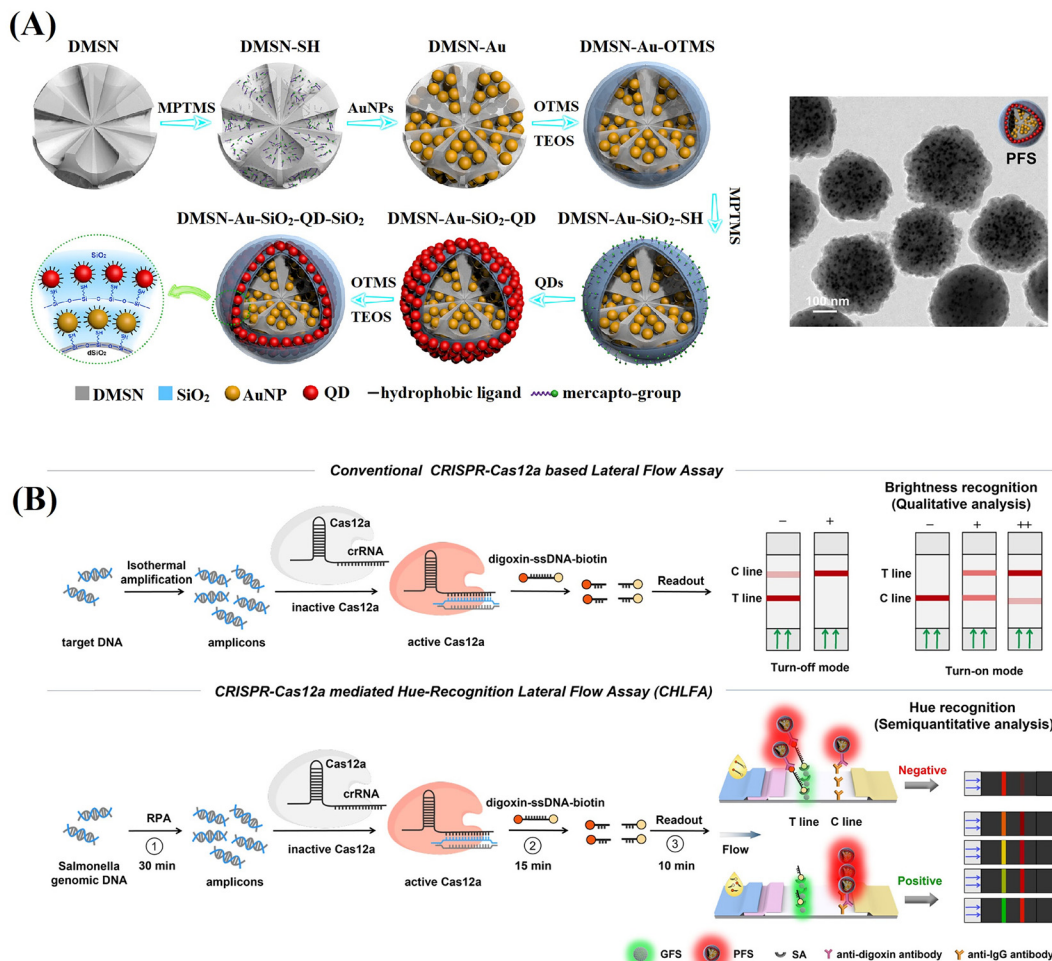 (A)
DMSN
DMSN-SH
DMSN-Au
DMSN-Au-OTMS
MPTMS
AuNPs
OTMS
TEOS
PFS
100 nm
MPTMS
DMSN-Au-SiO₂-QD-SiO₂
DMSN-Au-SiO₂-QD
DMSN-Au-SiO₂-SH
SiO₂
dSiO₂
OTMS
TEOS
QDs
DMSN
SiO₂
AuNP
QD
hydrophobic ligand
mercapto-group
Conventional CRISPR-Cas12a based Lateral Flow Assay
(B)
Brightness recognition
(Qualitative analysis)
Cas12a
crRNA
Isothermal
amplification
inactive Cas12a
digoxin-ssDNA-biotin
Readout
target DNA
amplicons
active Cas12a
− +
C line
T line
Turn-off mode
− + ++
T line
C line
Turn-on mode
CRISPR-Cas12a mediated Hue-Recognition Lateral Flow Assay (CHLFA)
Hue recognition
(Semiquantitative analysis)
Cas12a
crRNA
RPA
1
30 min
inactive Cas12a
digoxin-ssDNA-biotin
2
15 min
Readout
3
10 min
Salmonella
genomic DNA
amplicons
active Cas12a
Negative
T line C line
Flow
Positive
GFS
PFS
SA
anti-digoxin antibody
anti-IgG antibody